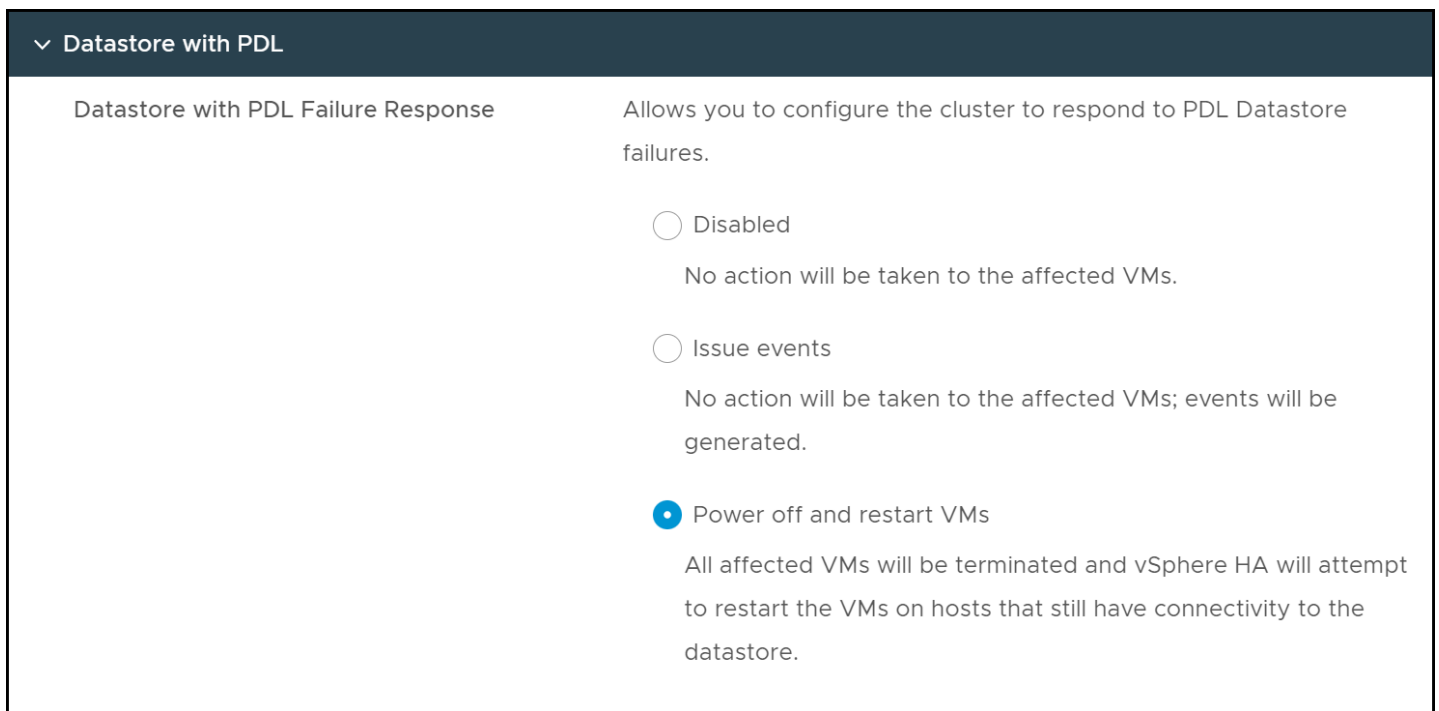 Datastore with PDL
Datastore with PDL Failure Response
Allows you to configure the cluster to respond to PDL Datastore
failures.
Disabled
No action will be taken to the affected VMs.
Issue events
No action will be taken to the affected VMs; events will be
generated.
Power off and restart VMs
All affected VMs will be terminated and vSphere HA will attempt
to restart the VMs on hosts that still have connectivity to the
datastore.